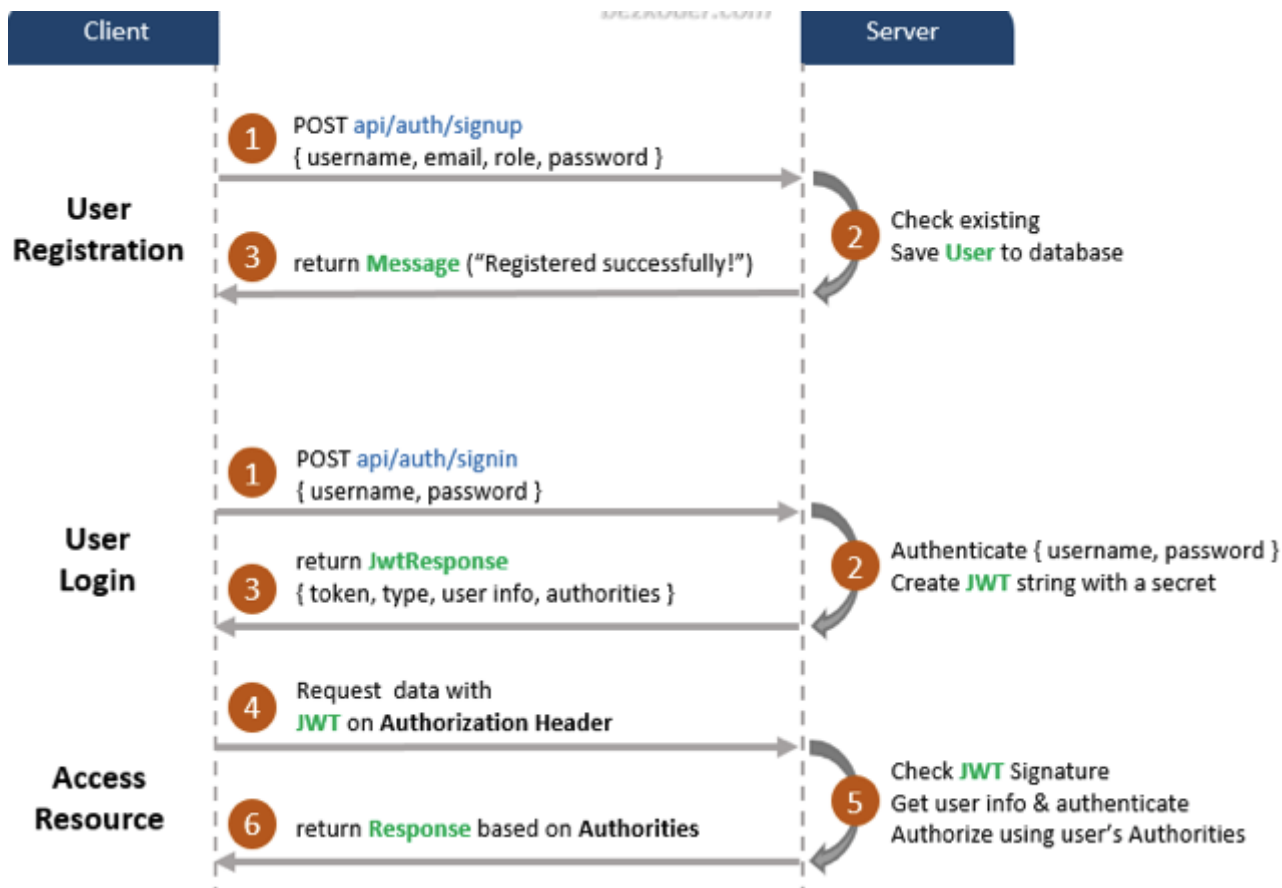 Client
Server
1
POST api/auth/signup
{ username, email, role, password }
User
Registration
2
Check existing
Save User to database
3
return Message (“Registered successfully!”)
1
POST api/auth/signin
{ username, password }
User
Login
2
Authenticate { username, password }
Create JWT string with a secret
3
return JwtResponse
{ token, type, user info, authorities }
4
Request  data with
JWT on Authorization Header
Access
Resource
5
Check JWT Signature
Get user info & authenticate
Authorize using user’s Authorities
6
return Response based on Authorities